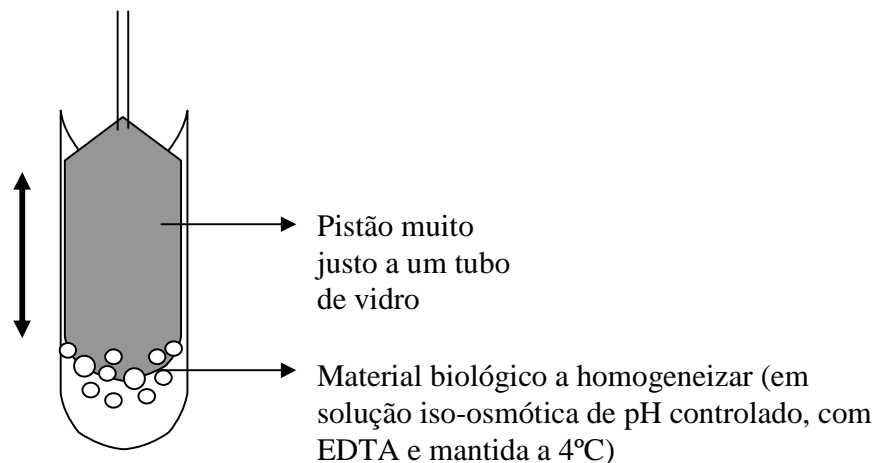 Pistão muito
justo a um tubo
de vidro
Material biológico a homogeneizar (em
solução iso-osmótica de pH controlado, com
EDTA e mantida a 4ºC)